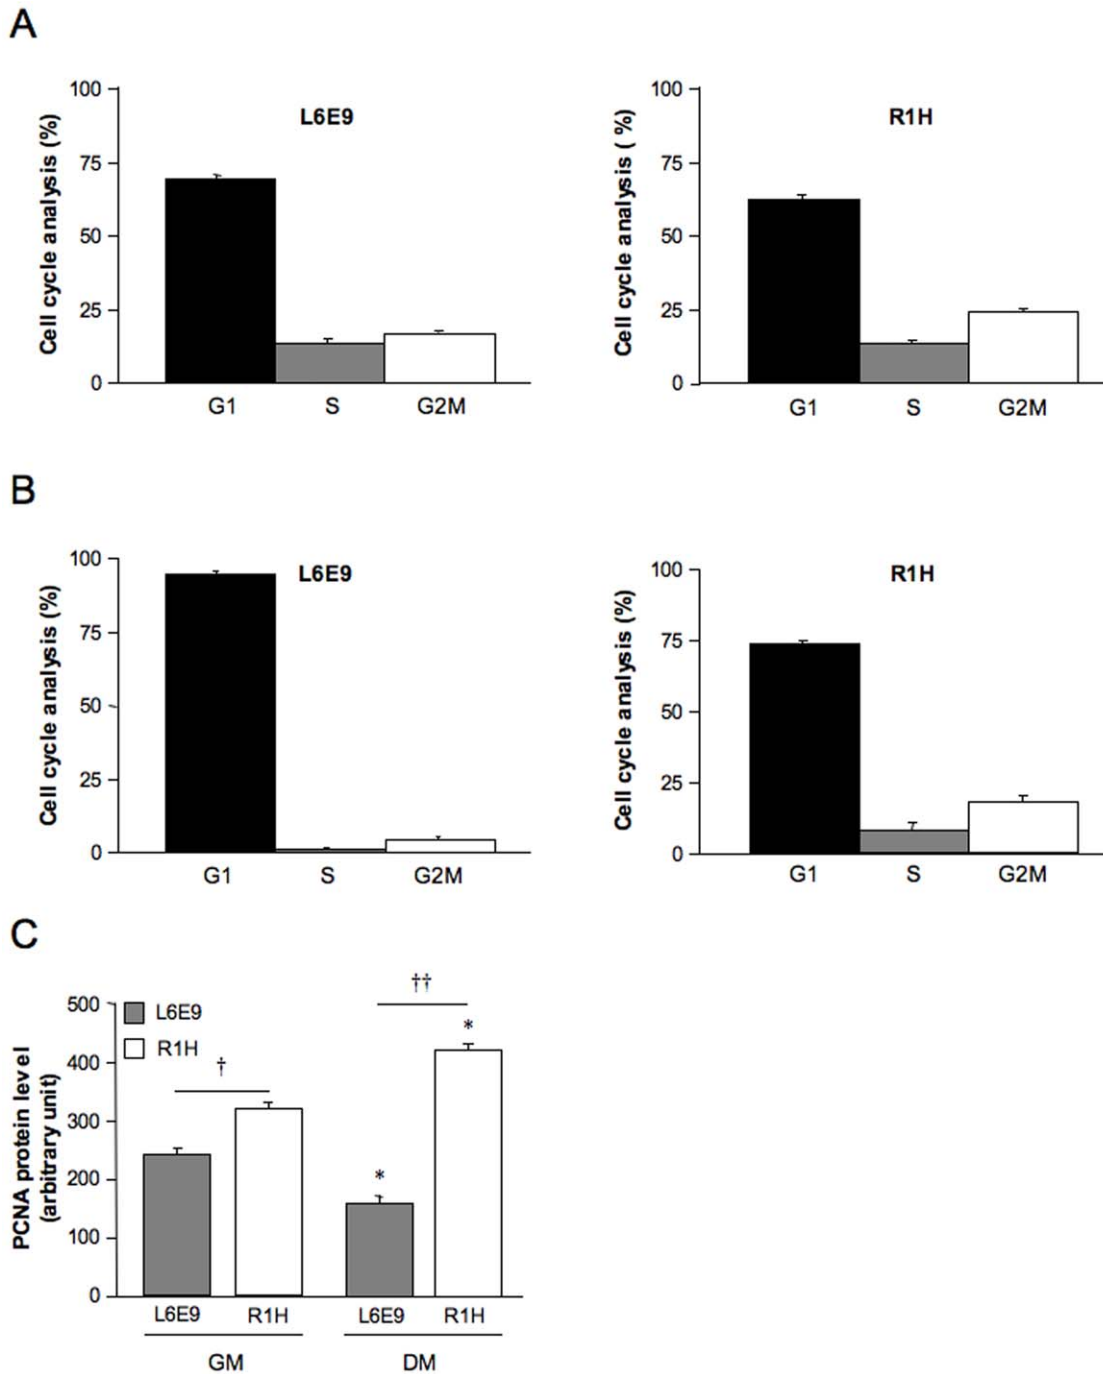 A
L6E9
Cell cycle analysis (%)
100
75
50
25
0
G1 S G2M
R1H
Cell cycle analysis ( %)
100
75
50
25
0
G1 S G2M
B
L6E9
Cell cycle analysis (%)
100
75
50
25
0
G1 S G2M
R1H
Cell cycle analysis (%)
100
75
50
25
0
G1 S G2M
C
PCNA protein level
(arbitrary unit)
500
400
300
200
100
0
L6E9
R1H
†
††
*
*
L6E9 R1H L6E9 R1H
GM DM